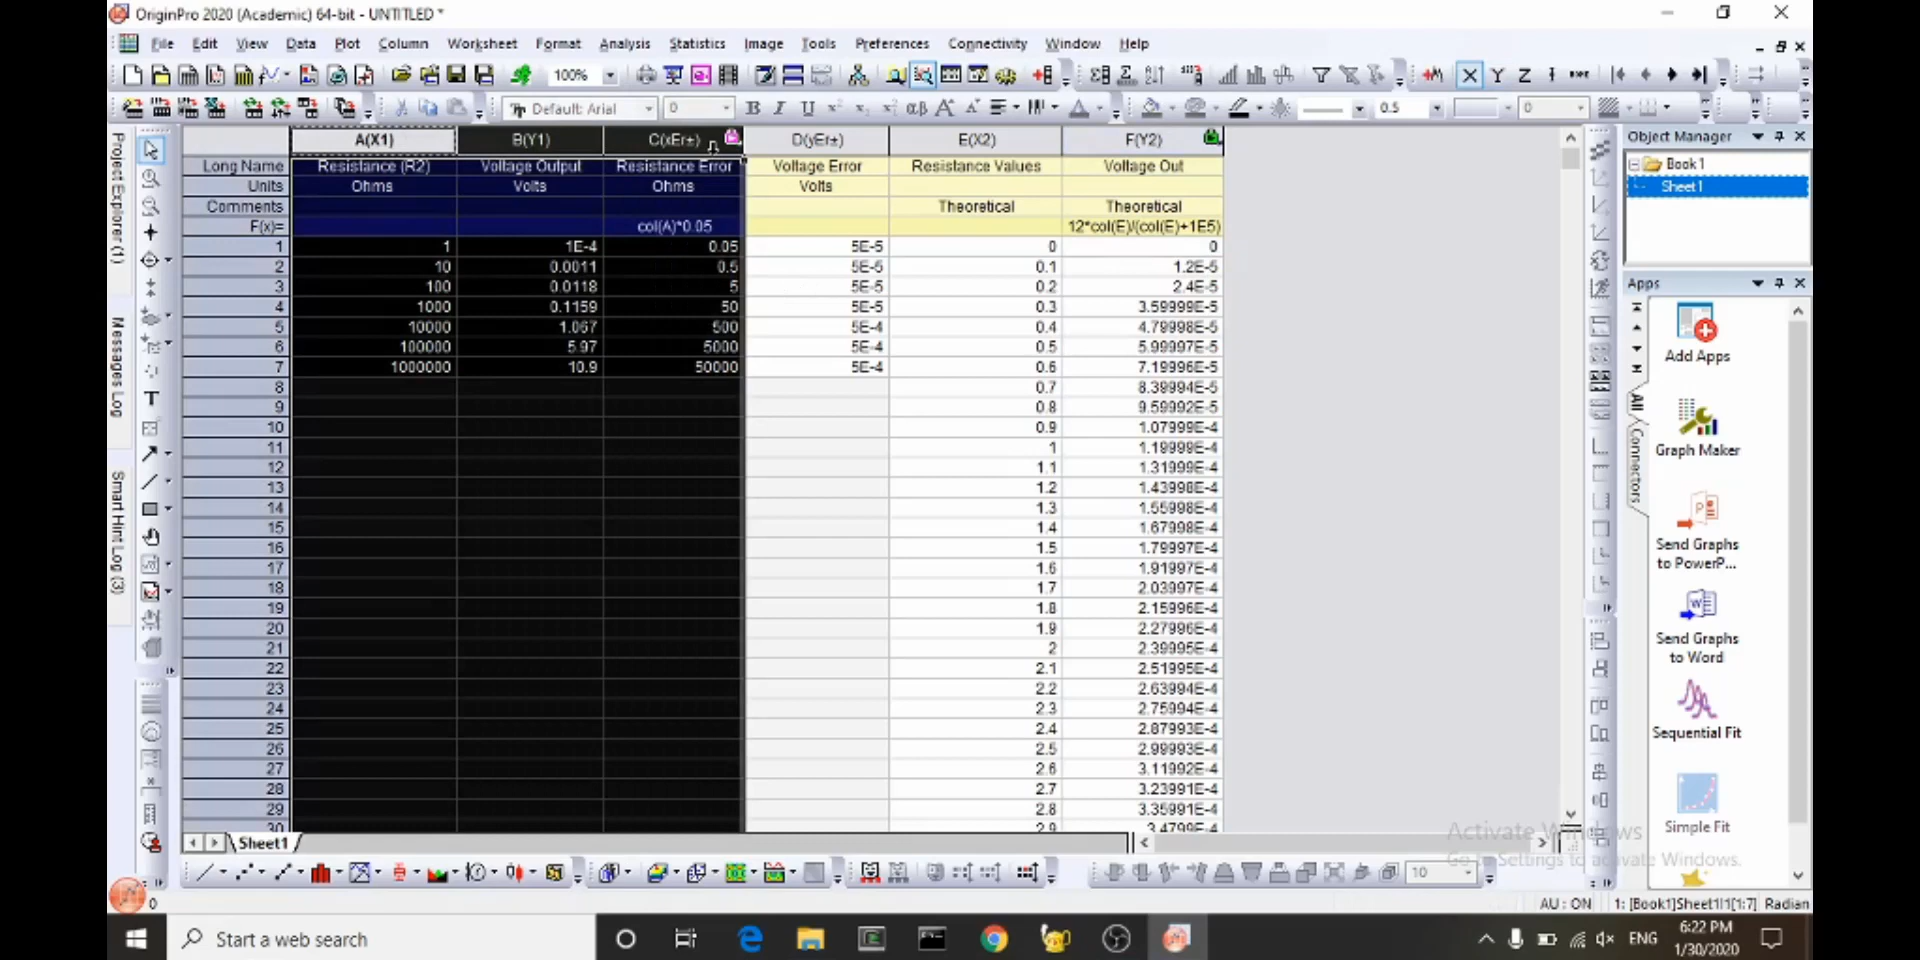 OriginPro 2020 (Academic) 64-bit - UNTITLED *
File Edit View Data Plot Column Worksheet Format Analysis Statistics Image Tools Preferences Connectivity Window Help
100%
X Y Z
Default: Arial 0 B I U αβ A A A 0.5 0
A(X1) B(Y1) C(xEr±) D(yEr±) E(X2) F(Y2)
Long Name Resistance (R2) Voltage Output Resistance Error Voltage Error Resistance Values Voltage Out
Units Ohms Volts Ohms Volts
Comments Theoretical Theoretical
F(x)= col(A)*0.05 12*col(E)/(col(E)+1E5)
1 1 1E-4 0.05 5E-5 0 0
2 10 0.0011 0.5 5E-5 0.1 1.2E-5
3 100 0.0118 5 5E-5 0.2 2.4E-5
4 1000 0.1159 50 5E-5 0.3 3.59999E-5
5 10000 1.067 500 5E-4 0.4 4.79998E-5
6 100000 5.97 5000 5E-4 0.5 5.99997E-5
7 1000000 10.9 50000 5E-4 0.6 7.19996E-5
8 0.7 8.39994E-5
9 0.8 9.59992E-5
10 0.9 1.07999E-4
11 1 1.19999E-4
12 1.1 1.31999E-4
13 1.2 1.43998E-4
14 1.3 1.55998E-4
15 1.4 1.67998E-4
16 1.5 1.79997E-4
17 1.6 1.91997E-4
18 1.7 2.03997E-4
19 1.8 2.15996E-4
20 1.9 2.27996E-4
21 2 2.39995E-4
22 2.1 2.51995E-4
23 2.2 2.63994E-4
24 2.3 2.75994E-4
25 2.4 2.87993E-4
26 2.5 2.99993E-4
27 2.6 3.11992E-4
28 2.7 3.23991E-4
29 2.8 3.35991E-4
30 2.9 3.4799E-4
Sheet1
Project Explorer (1)
Messages Log
Smart Hint Log (3)
T
Object Manager
Book1
Sheet1
Apps
All
Connectors
Add Apps
Graph Maker
Send Graphs
to PowerP...
Send Graphs
to Word
Sequential Fit
Simple Fit
Activate Windows
Go to Settings to activate Windows.
10
0
AU : ON 1: [Book1]Sheet1!1[1:7] Radian
Start a web search
ENG
6:22 PM
1/30/2020